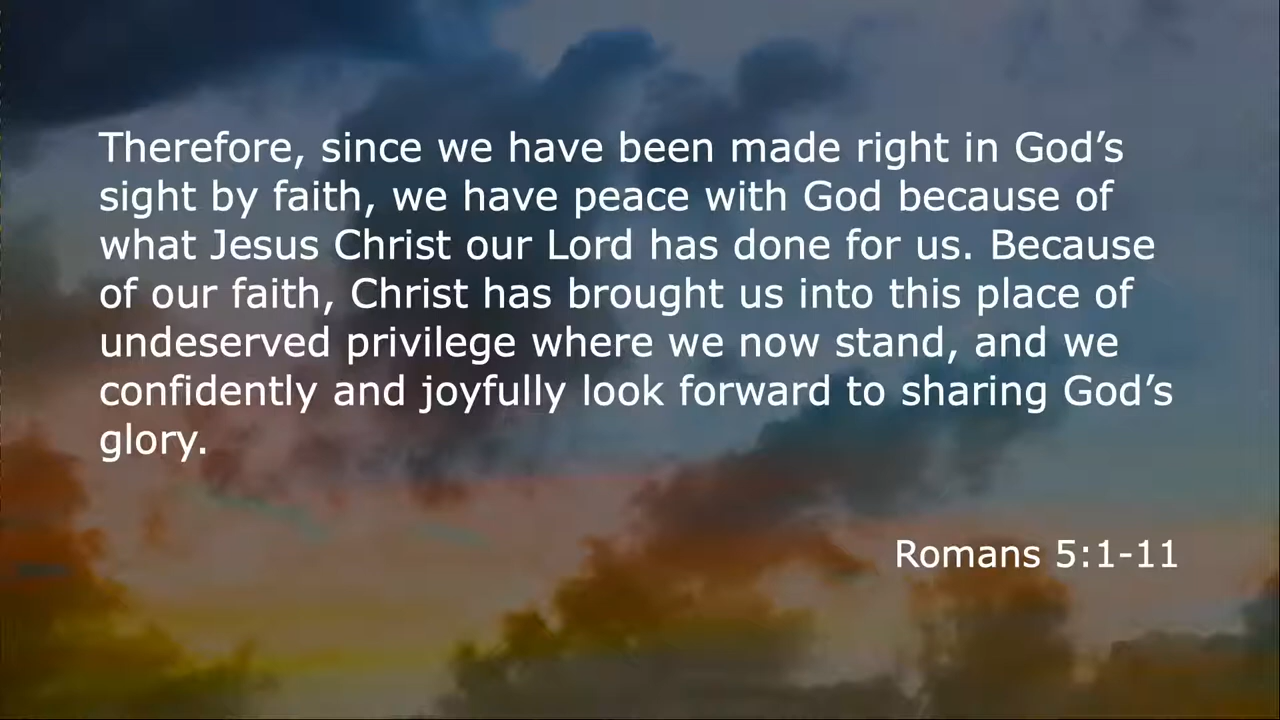 Therefore, since we have been made right in God’s
sight by faith, we have peace with God because of
what Jesus Christ our Lord has done for us. Because
of our faith, Christ has brought us into this place of
undeserved privilege where we now stand, and we
confidently and joyfully look forward to sharing God’s
glory.
Romans 5:1-11